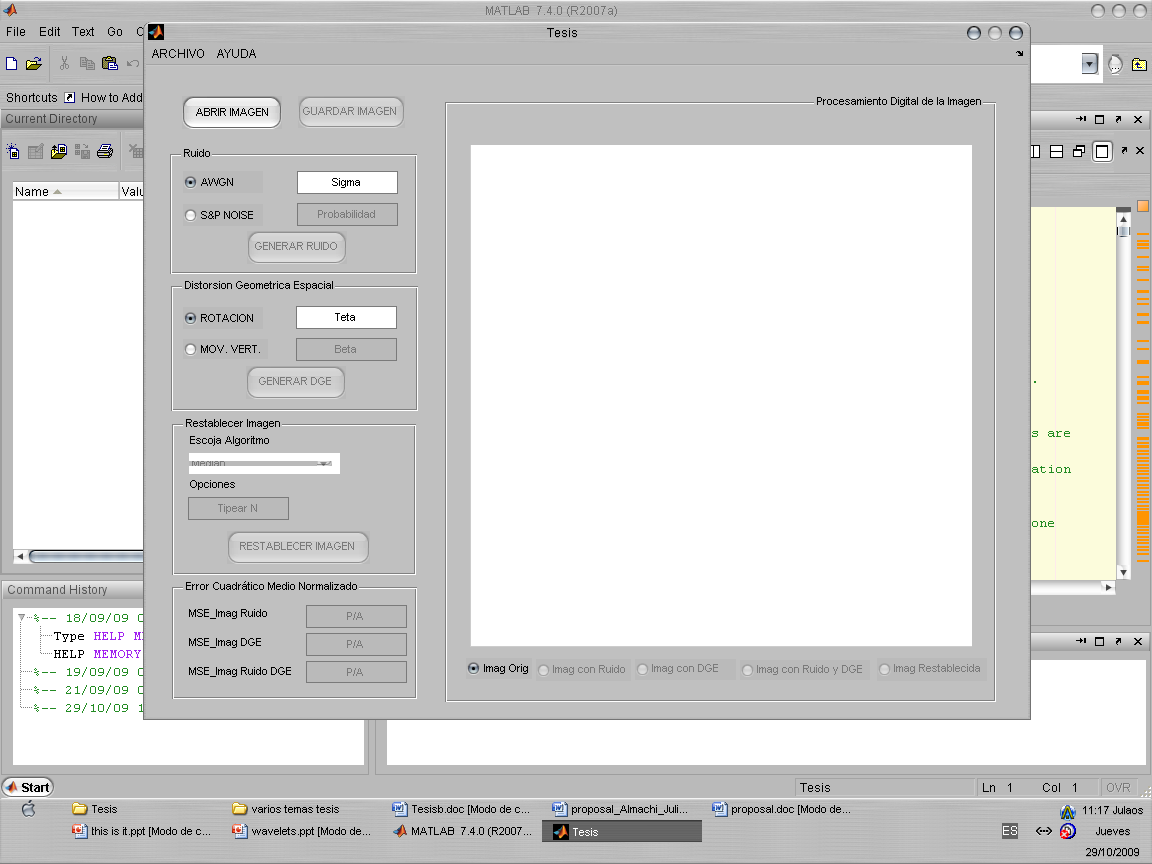 MATLAB 7.4.0 (R2007a)
File Edit Text Go
Tesis
ARCHIVO AYUDA
Shortcuts How to Add
Current Directory
Name Valu
ABRIR IMAGEN GUARDAR IMAGEN
Ruido
AWGN Sigma
S&P NOISE Probabilidad
GENERAR RUIDO
Distorsion Geometrica Espacial
ROTACION Teta
MOV. VERT. Beta
GENERAR DGE
Restablecer Imagen
Escoja Algoritmo
Median
Opciones
Tipear N
RESTABLECER IMAGEN
Error Cuadrático Medio Normalizado
MSE_Imag Ruido P/A
MSE_Imag DGE P/A
MSE_Imag Ruido DGE P/A
Procesamiento Digital de la Imagen
Imag Orig Imag con Ruido Imag con DGE Imag con Ruido y DGE Imag Restablecida
s are
ation
one
Command History
%-- 18/09/09
Type HELP
HELP MEMORY
%-- 19/09/09
%-- 21/09/09
%-- 29/10/09 1
Start
Tesis Ln 1 Col 1 OVR
Tesis varios temas tesis Tesisb.doc [Modo de c... proposal_Almachi_Juli... proposal.doc [Modo de...
this is it.ppt [Modo de c... wavelets.ppt [Modo de... MATLAB 7.4.0 (R2007... Tesis
ES
11:17 Julaos
Jueves
29/10/2009